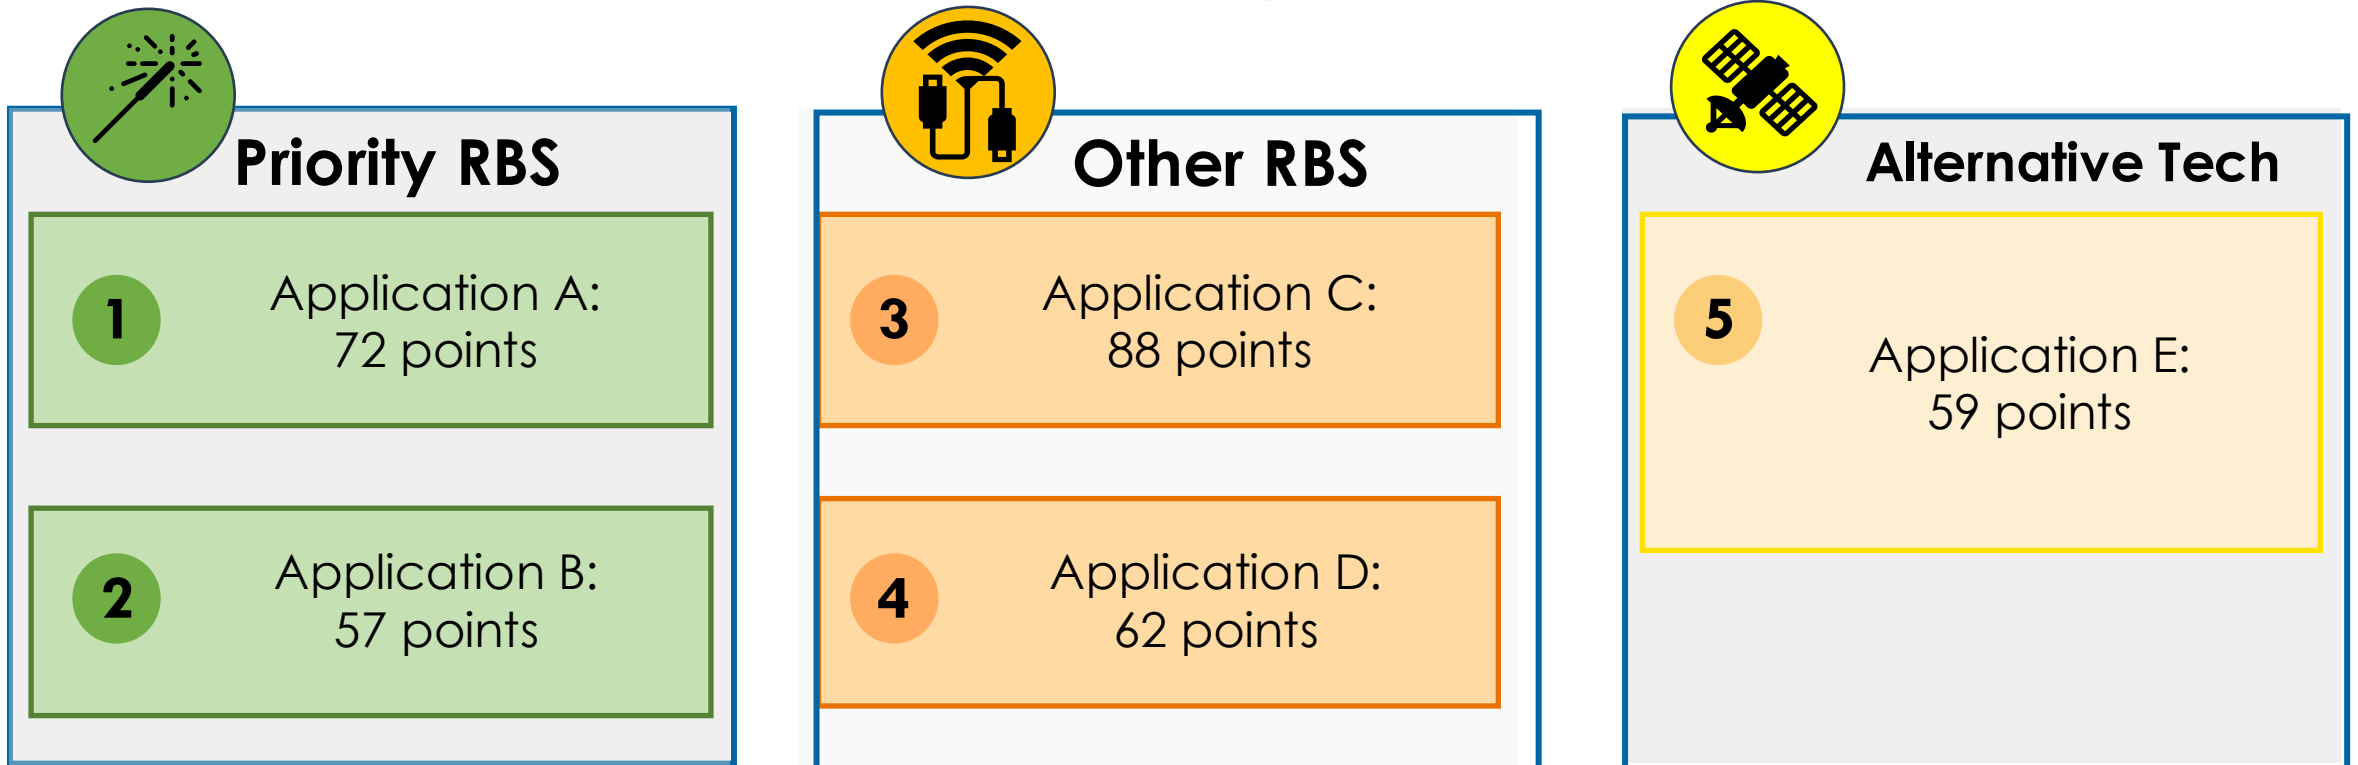 Priority RBS
1
Application A:
72 points
2
Application B:
57 points
Other RBS
3
Application C:
88 points
4
Application D:
62 points
Alternative Tech
5
Application E:
59 points